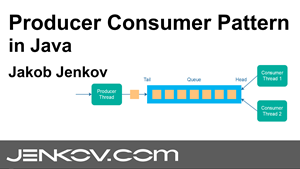 Producer Consumer Pattern
in Java
Jakob Jenkov
Producer
Thread
Tail
Queue
Head
Consumer
Thread 1
Consumer
Thread 2
JENKOV.COM